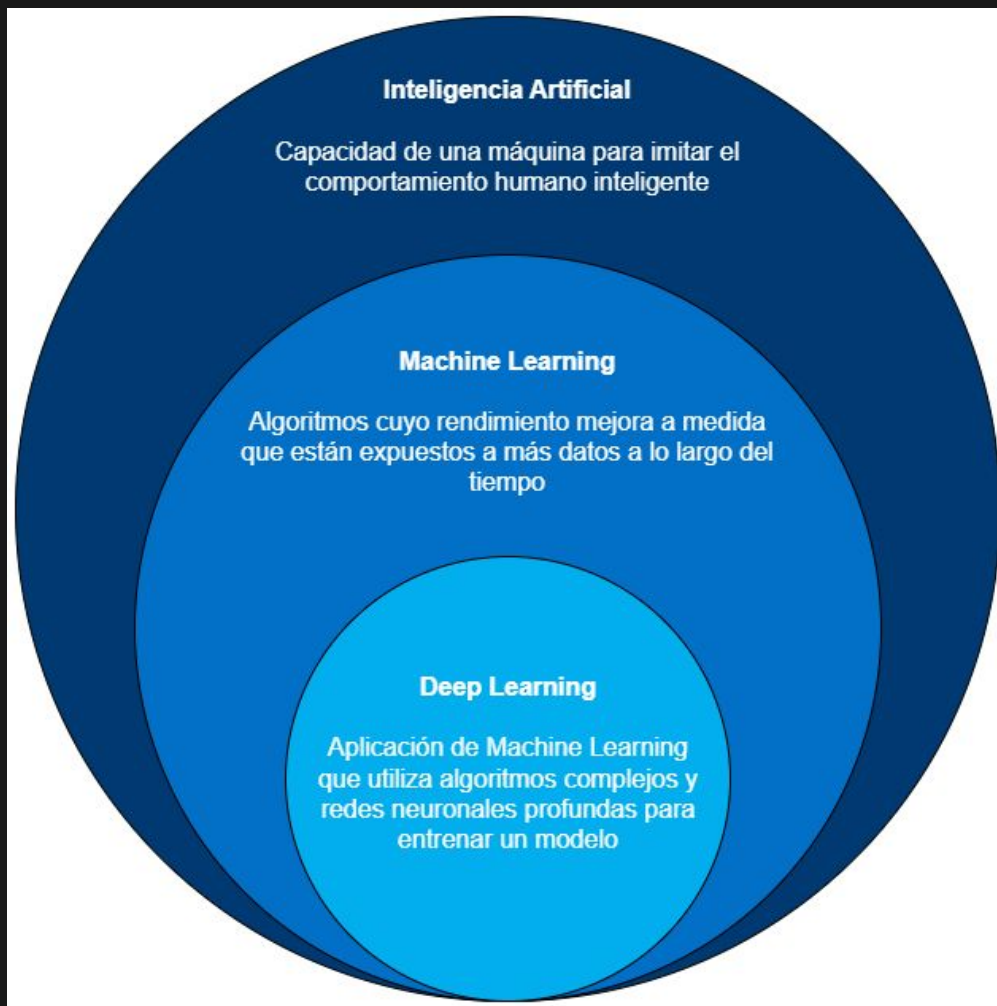 Inteligencia Artificial
Capacidad de una máquina para imitar el
comportamiento humano inteligente
Machine Learning
Algoritmos cuyo rendimiento mejora a medida
que están expuestos a más datos a lo largo del
tiempo
Deep Learning
Aplicación de Machine Learning
que utiliza algoritmos complejos y
redes neuronales profundas para
entrenar un modelo